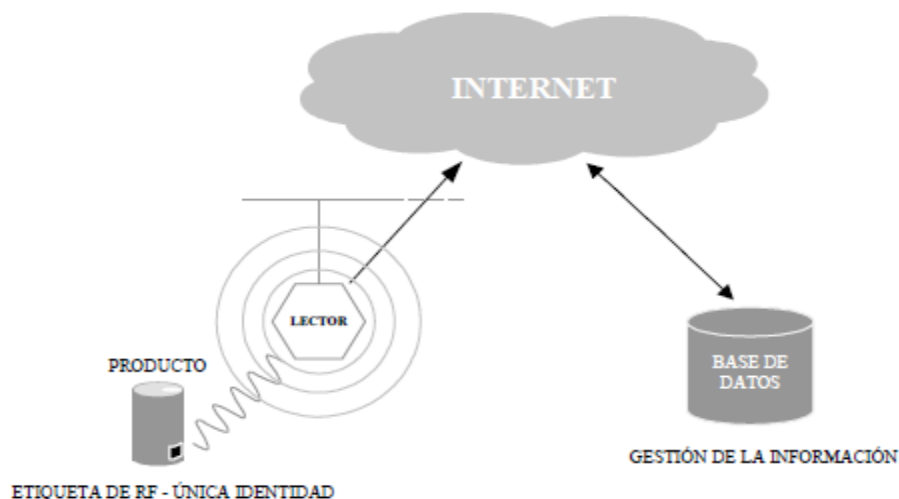 INTERNET
LECTOR
PRODUCTO
BASE DE
DATOS
GESTIÓN DE LA INFORMACIÓN
ETIQUETA DE RF - ÚNICA IDENTIDAD